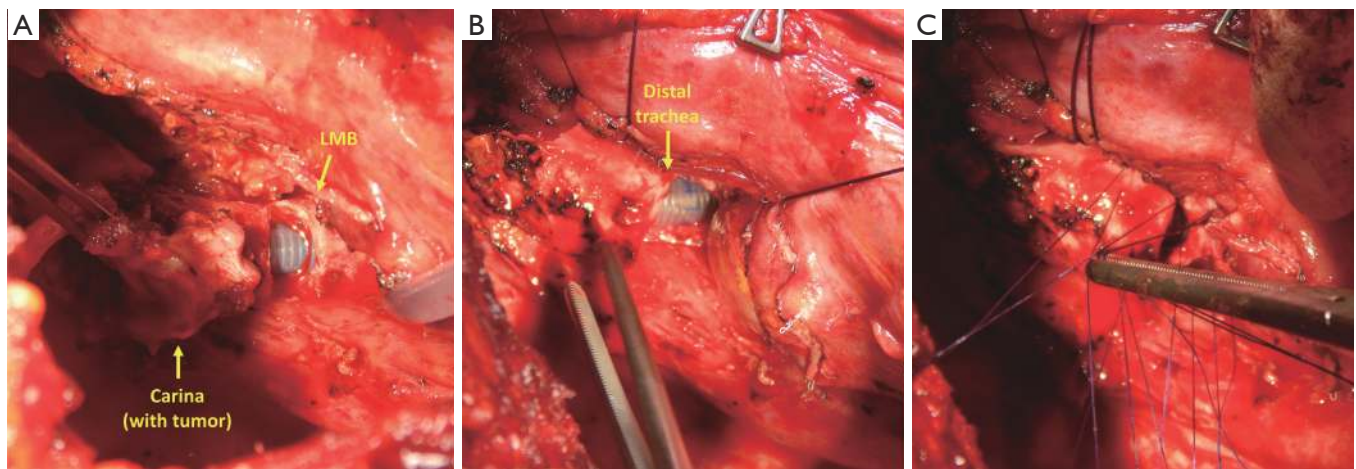 A
LMB
Carina
(with tumor)
B
Distal
trachea
C